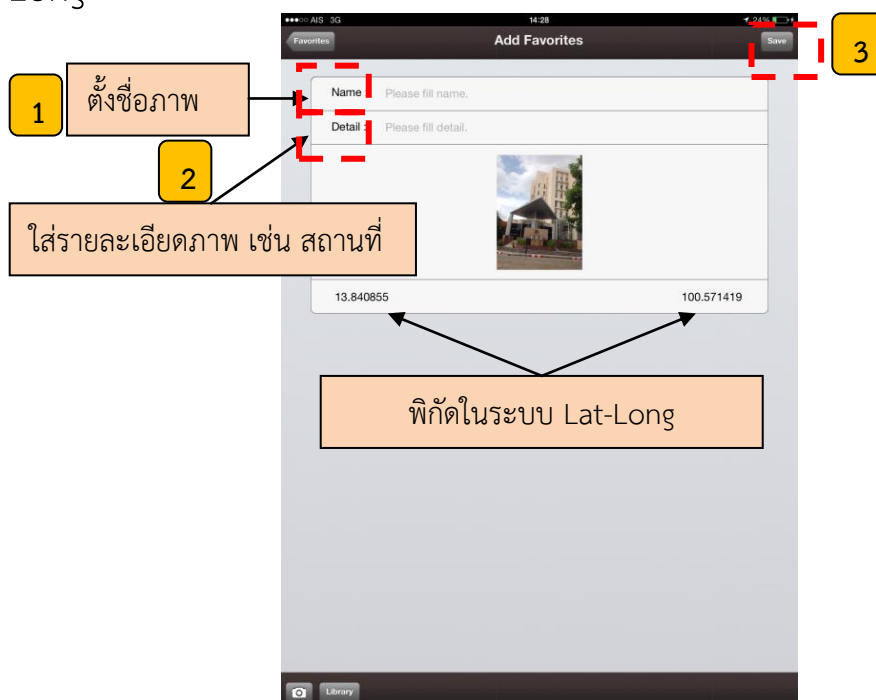 Long
AIS 3G 14:28 24%
Favorites Add Favorites Save
3
1 ตั้งชื่อภาพ
Name : Please fill name.
Detail : Please fill detail.
2
ใส่รายละเอียดภาพ เช่น สถานที่
13.840855 100.571419
พิกัดในระบบ Lat-Long
Library